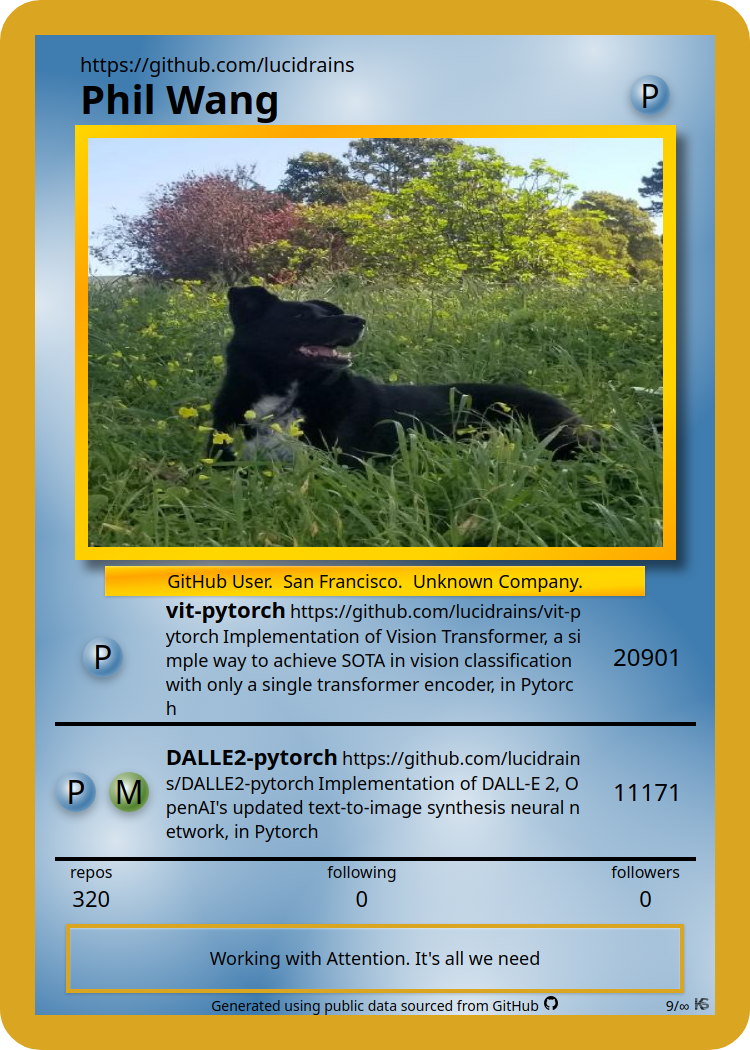 https://github.com/lucidrains
Phil Wang
P
GitHub User.  San Francisco.  Unknown Company.
vit-pytorch https://github.com/lucidrains/vit-p
ytorch Implementation of Vision Transformer, a si
mple way to achieve SOTA in vision classification
with only a single transformer encoder, in Pytorc
h
P
20901
DALLE2-pytorch https://github.com/lucidrain
s/DALLE2-pytorch Implementation of DALL-E 2, O
penAI's updated text-to-image synthesis neural n
etwork, in Pytorch
P M
11171
repos following followers
320 0 0
Working with Attention. It's all we need
Generated using public data sourced from GitHub
9/∞ KS